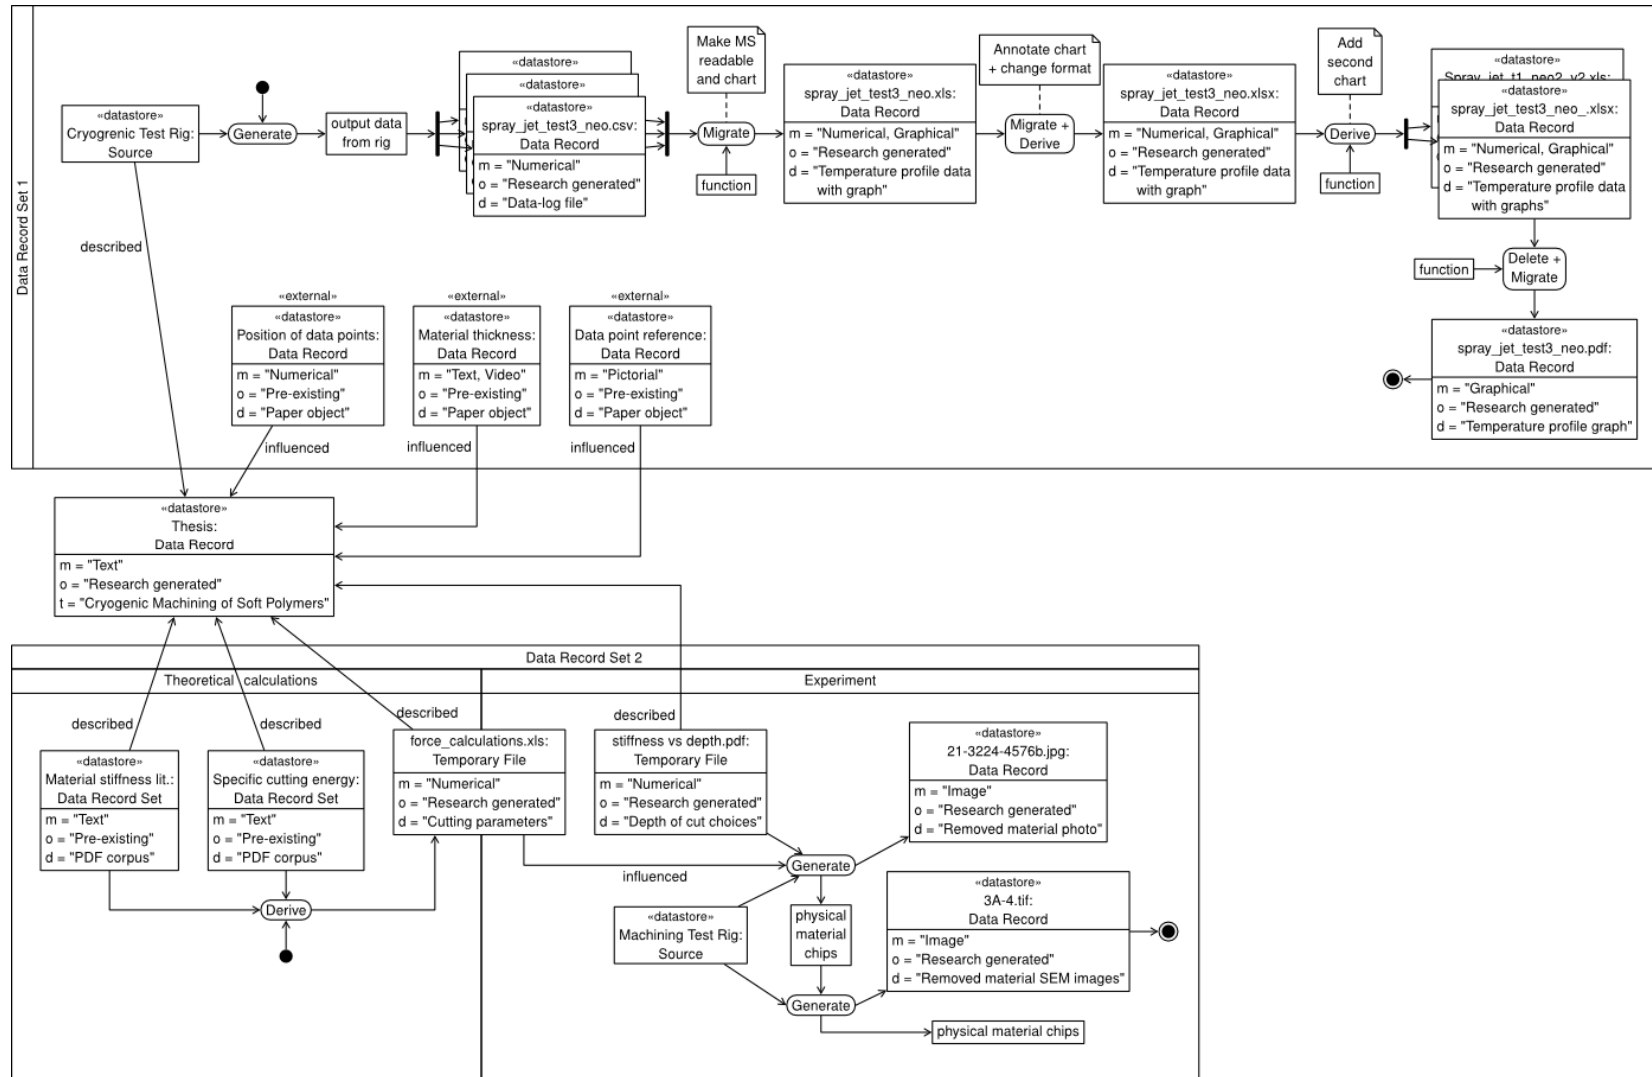 Data Record Set 1
«datastore»
Cryogrenic Test Rig:
Source
Generate
output data
from rig
«datastore»
«datastore»
«datastore»
spray_jet_test3_neo.csv:
Data Record
m = "Numerical"
o = "Research generated"
d = "Data-log file"
Make MS
readable
and chart
Migrate
function
«datastore»
spray_jet_test3_neo.xls:
Data Record
m = "Numerical, Graphical"
o = "Research generated"
d = "Temperature profile data
with graph"
Annotate chart
+ change format
Migrate +
Derive
«datastore»
spray_jet_test3_neo.xlsx:
Data Record
m = "Numerical, Graphical"
o = "Research generated"
d = "Temperature profile data
with graph"
Add
second
chart
Derive
function
«datastore»
Spray_jet_t1_neo2_v2.xls:
«datastore»
spray_jet_test3_neo_.xlsx:
Data Record
m = "Numerical, Graphical"
o = "Research generated"
d = "Temperature profile data
with graphs"
function
Delete +
Migrate
«datastore»
spray_jet_test3_neo.pdf:
Data Record
m = "Graphical"
o = "Research generated"
d = "Temperature profile graph"
described
«external»
«datastore»
Position of data points:
Data Record
m = "Numerical"
o = "Pre-existing"
d = "Paper object"
influenced
«external»
«datastore»
Material thickness:
Data Record
m = "Text, Video"
o = "Pre-existing"
d = "Paper object"
influenced
«external»
«datastore»
Data point reference:
Data Record
m = "Pictorial"
o = "Pre-existing"
d = "Paper object"
influenced
«datastore»
Thesis:
Data Record
m = "Text"
o = "Research generated"
t = "Cryogenic Machining of Soft Polymers"
Data Record Set 2
Theoretical calculations
Experiment
described
«datastore»
Material stiffness lit.:
Data Record Set
m = "Text"
o = "Pre-existing"
d = "PDF corpus"
described
«datastore»
Specific cutting energy:
Data Record Set
m = "Text"
o = "Pre-existing"
d = "PDF corpus"
Derive
described
force_calculations.xls:
Temporary File
m = "Numerical"
o = "Research generated"
d = "Cutting parameters"
influenced
described
stiffness vs depth.pdf:
Temporary File
m = "Numerical"
o = "Research generated"
d = "Depth of cut choices"
Generate
«datastore»
21-3224-4576b.jpg:
Data Record
m = "Image"
o = "Research generated"
d = "Removed material photo"
«datastore»
Machining Test Rig:
Source
physical
material
chips
Generate
«datastore»
3A-4.tif:
Data Record
m = "Image"
o = "Research generated"
d = "Removed material SEM images"
physical material chips